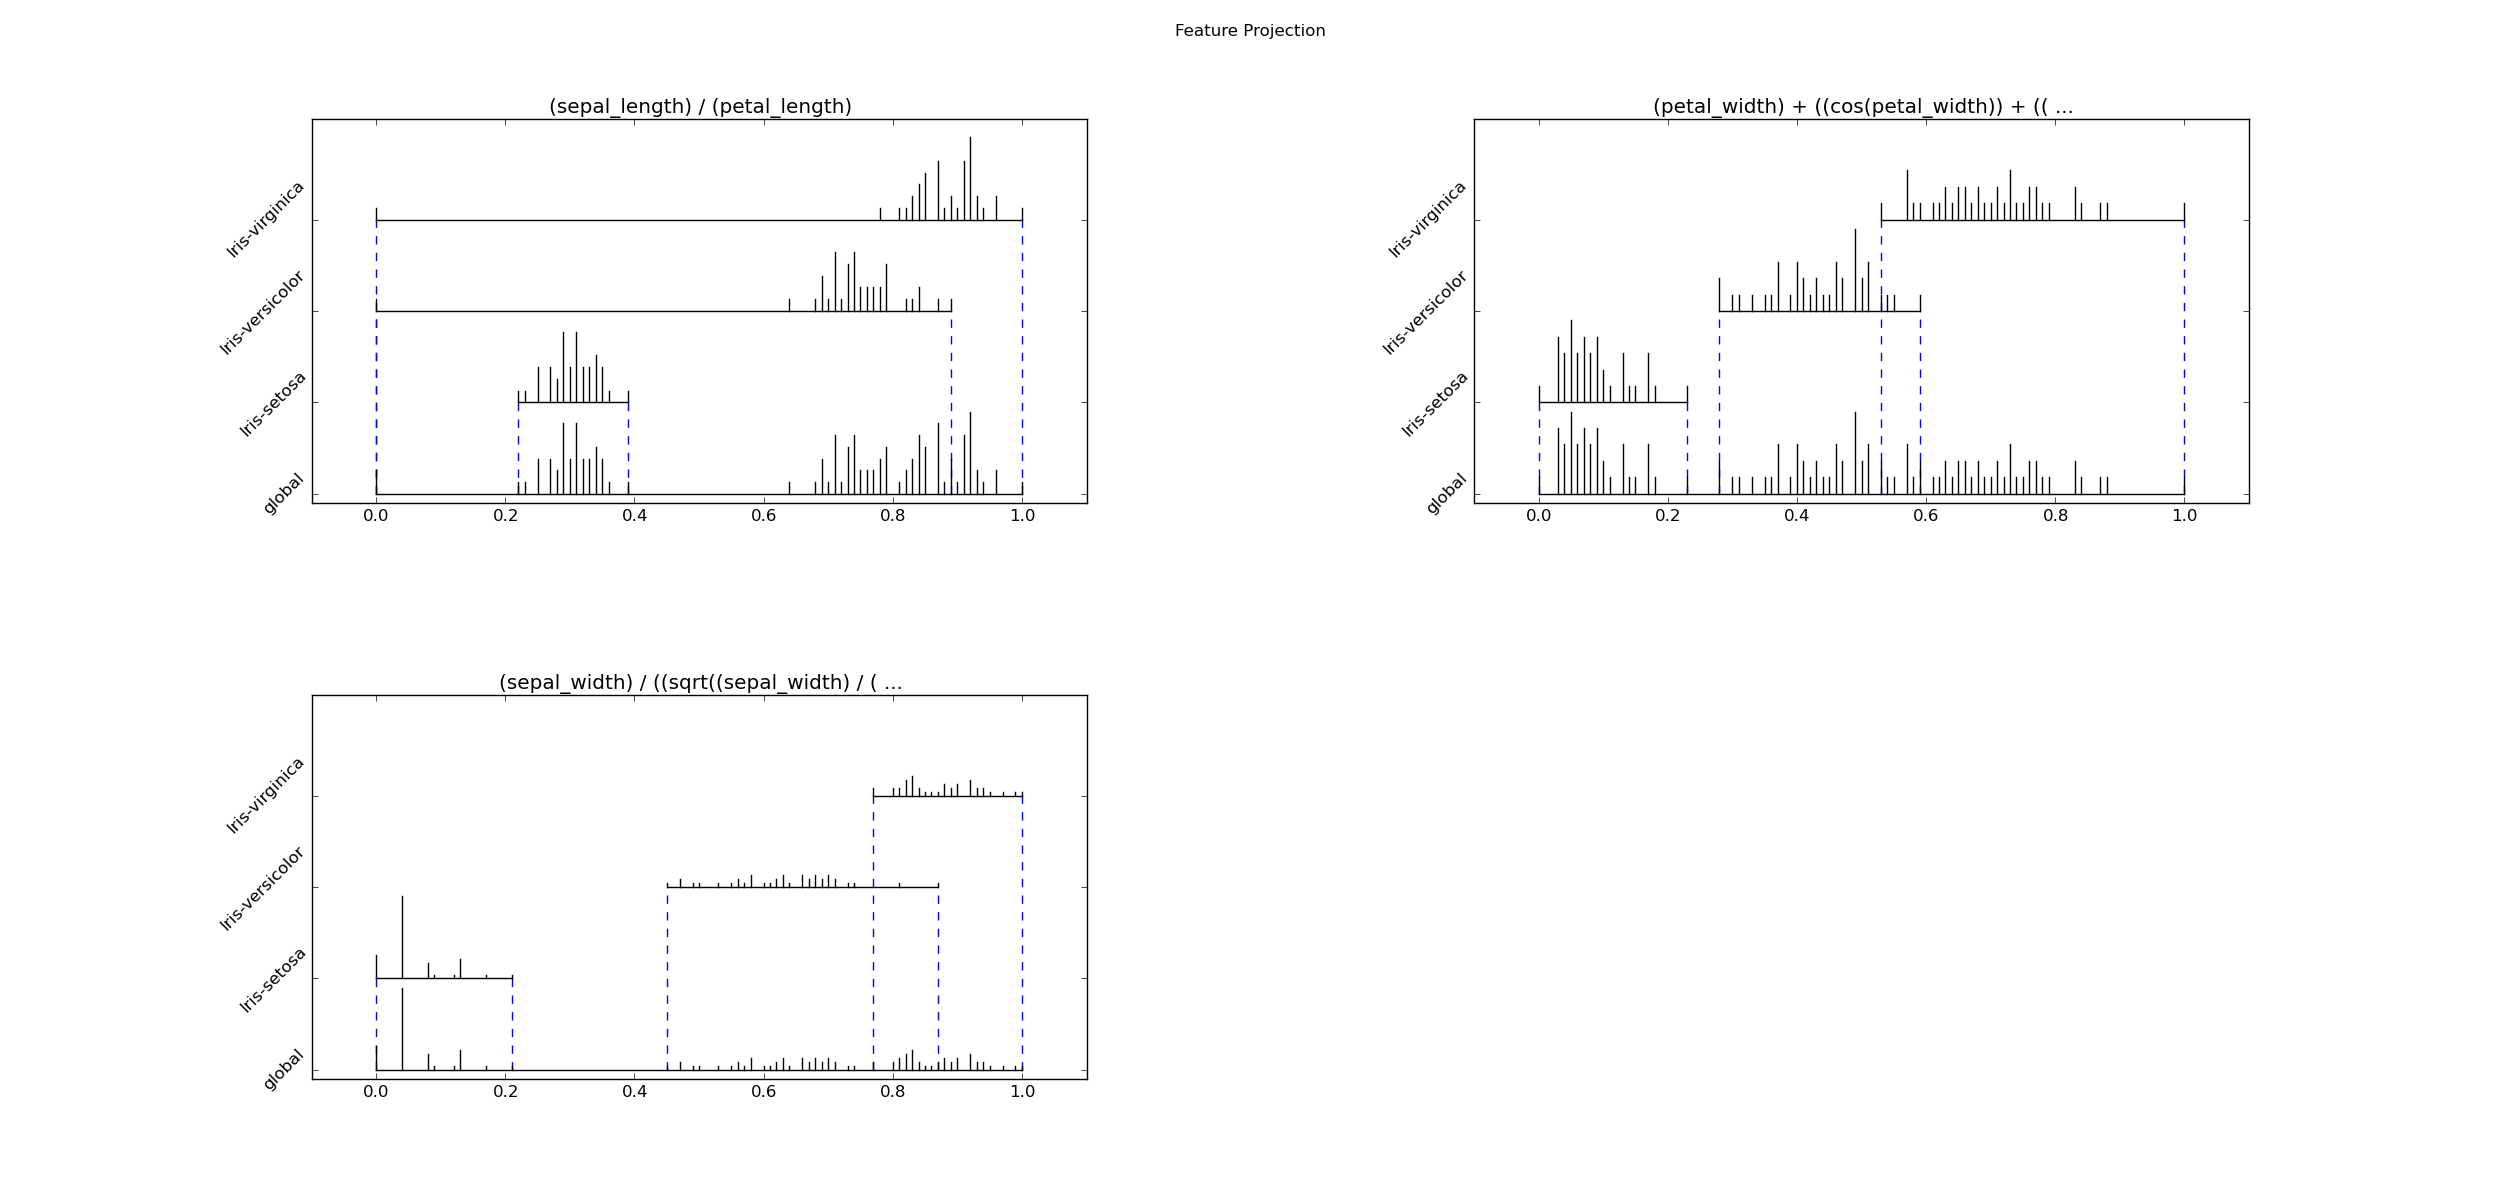 Feature Projection
(sepal_length) / (petal_length)
Iris-virginica
Iris-versicolor
Iris-setosa
global
0.0 0.2 0.4 0.6 0.8 1.0
(petal_width) + ((cos(petal_width)) + (( ...
Iris-virginica
Iris-versicolor
Iris-setosa
global
0.0 0.2 0.4 0.6 0.8 1.0
(sepal_width) / ((sqrt((sepal_width) / ( ...
Iris-virginica
Iris-versicolor
Iris-setosa
global
0.0 0.2 0.4 0.6 0.8 1.0